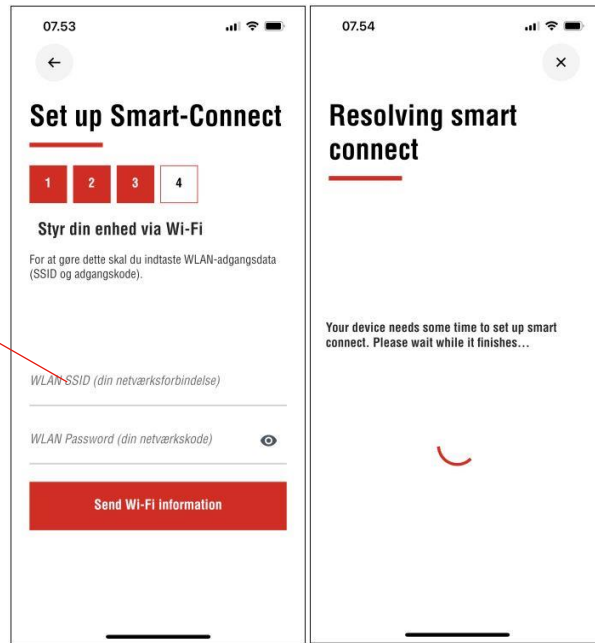 07.53
Set up Smart-Connect
1 2 3 4
Styr din enhed via Wi-Fi
For at gøre dette skal du indtaste WLAN-adgangsdata
(SSID og adgangskode).
WLAN SSID (din netværksforbindelse)
WLAN Password (din netværkskode)
Send Wi-Fi information
07.54
Resolving smart
connect
Your device needs some time to set up smart
connect. Please wait while it finishes...